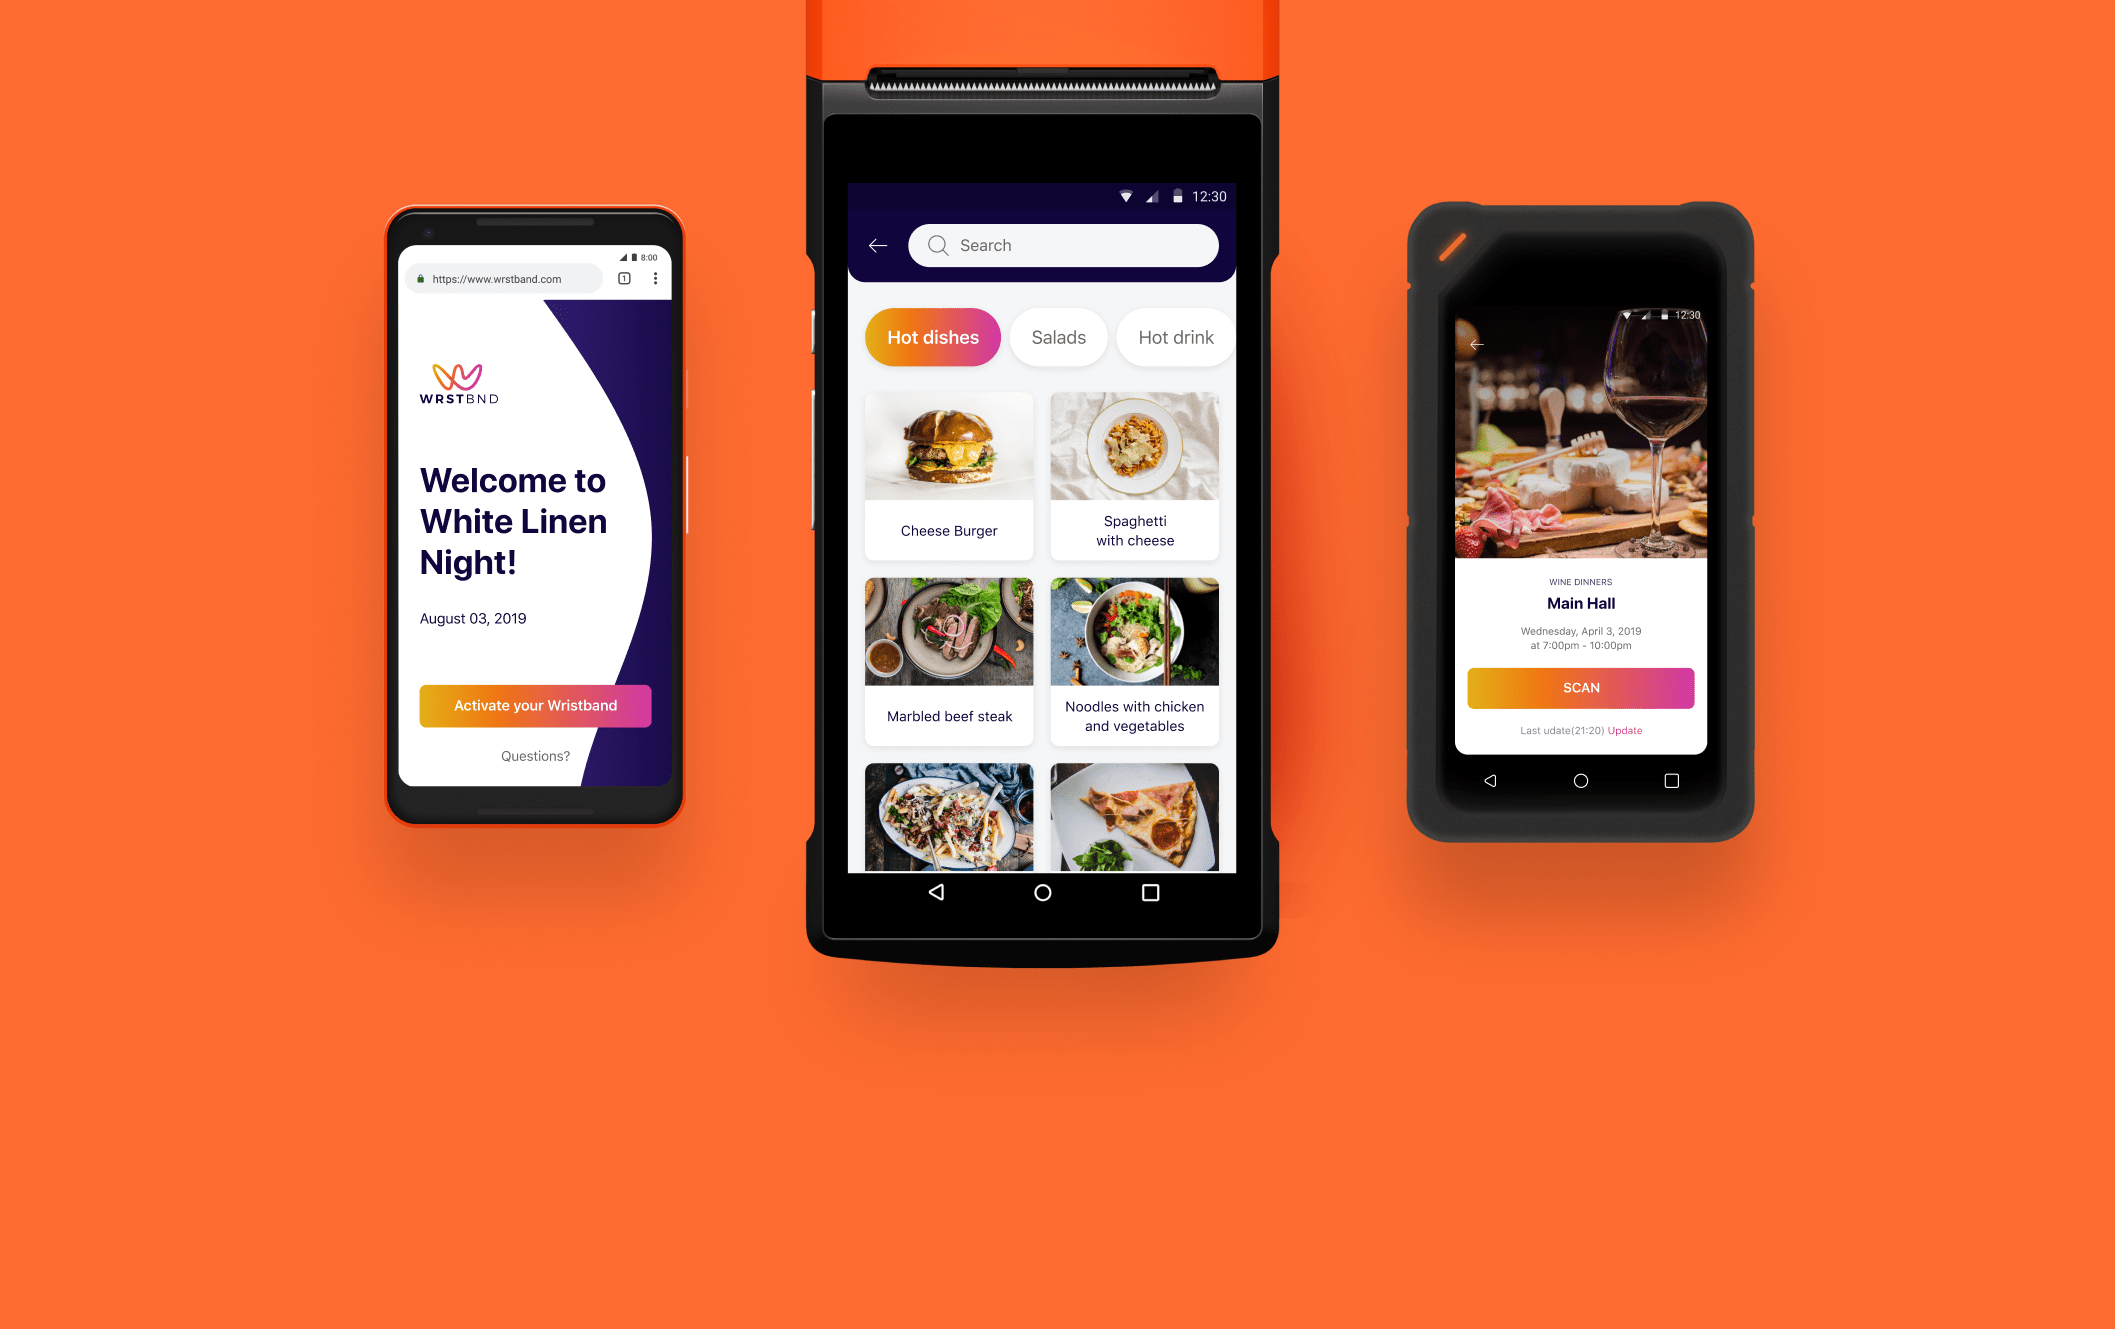 8:00
https://www.wrstband.com
1
WRSTBND
Welcome to
White Linen
Night!
August 03, 2019
Activate your Wristband
Questions?
12:30
Search
Hot dishes
Salads
Hot drink
Cheese Burger
Spaghetti
with cheese
Marbled beef steak
Noodles with chicken
and vegetables
12:30
WINE DINNERS
Main Hall
Wednesday, April 3, 2019
at 7:00pm - 10:00pm
SCAN
Last udate(21:20) Update